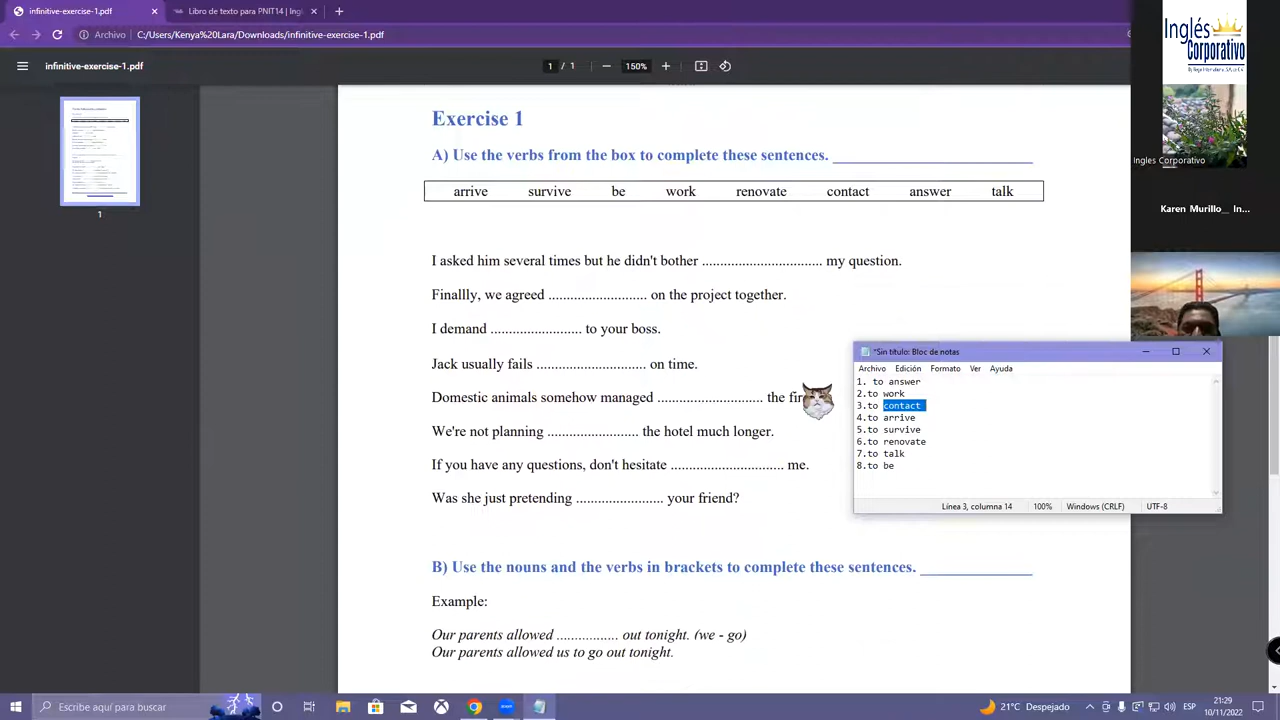 infinitive-exercise-1.pdf
Libro de texto para PNIT14 | Ingl
Archivo
C:/Users/Kenya%20Lara/Downloads/infinitive-exercise-1.pdf
infinitive-exercise-1.pdf
1 / 1
150%
1
Exercise 1
A) Use the verbs from the box to complete these sentences.
arrive survive be work renovate contact answer talk
I asked him several times but he didn't bother ................................ my question.
Finallly, we agreed .......................... on the project together.
I demand ........................ to your boss.
Jack usually fails ............................. on time.
Domestic animals somehow managed ............................ the fir
We're not planning ........................ the hotel much longer.
If you have any questions, don't hesitate .............................. me.
Was she just pretending ....................... your friend?
B) Use the nouns and the verbs in brackets to complete these sentences.
Example:
Our parents allowed ................ out tonight. (we - go)
Our parents allowed us to go out tonight.
Inglés
Corporativo
Ingles Corporativo
Karen Murillo__ In...
*Sin título: Bloc de notas
Archivo Edición Formato Ver Ayuda
1. to answer
2.to work
3.to contact
4.to arrive
5.to survive
6.to renovate
7.to talk
8.to be
Línea 3, columna 14 100% Windows (CRLF) UTF-8
Escribe aquí para buscar
zoom
21°C Despejado
ESP
21:29
10/11/2022